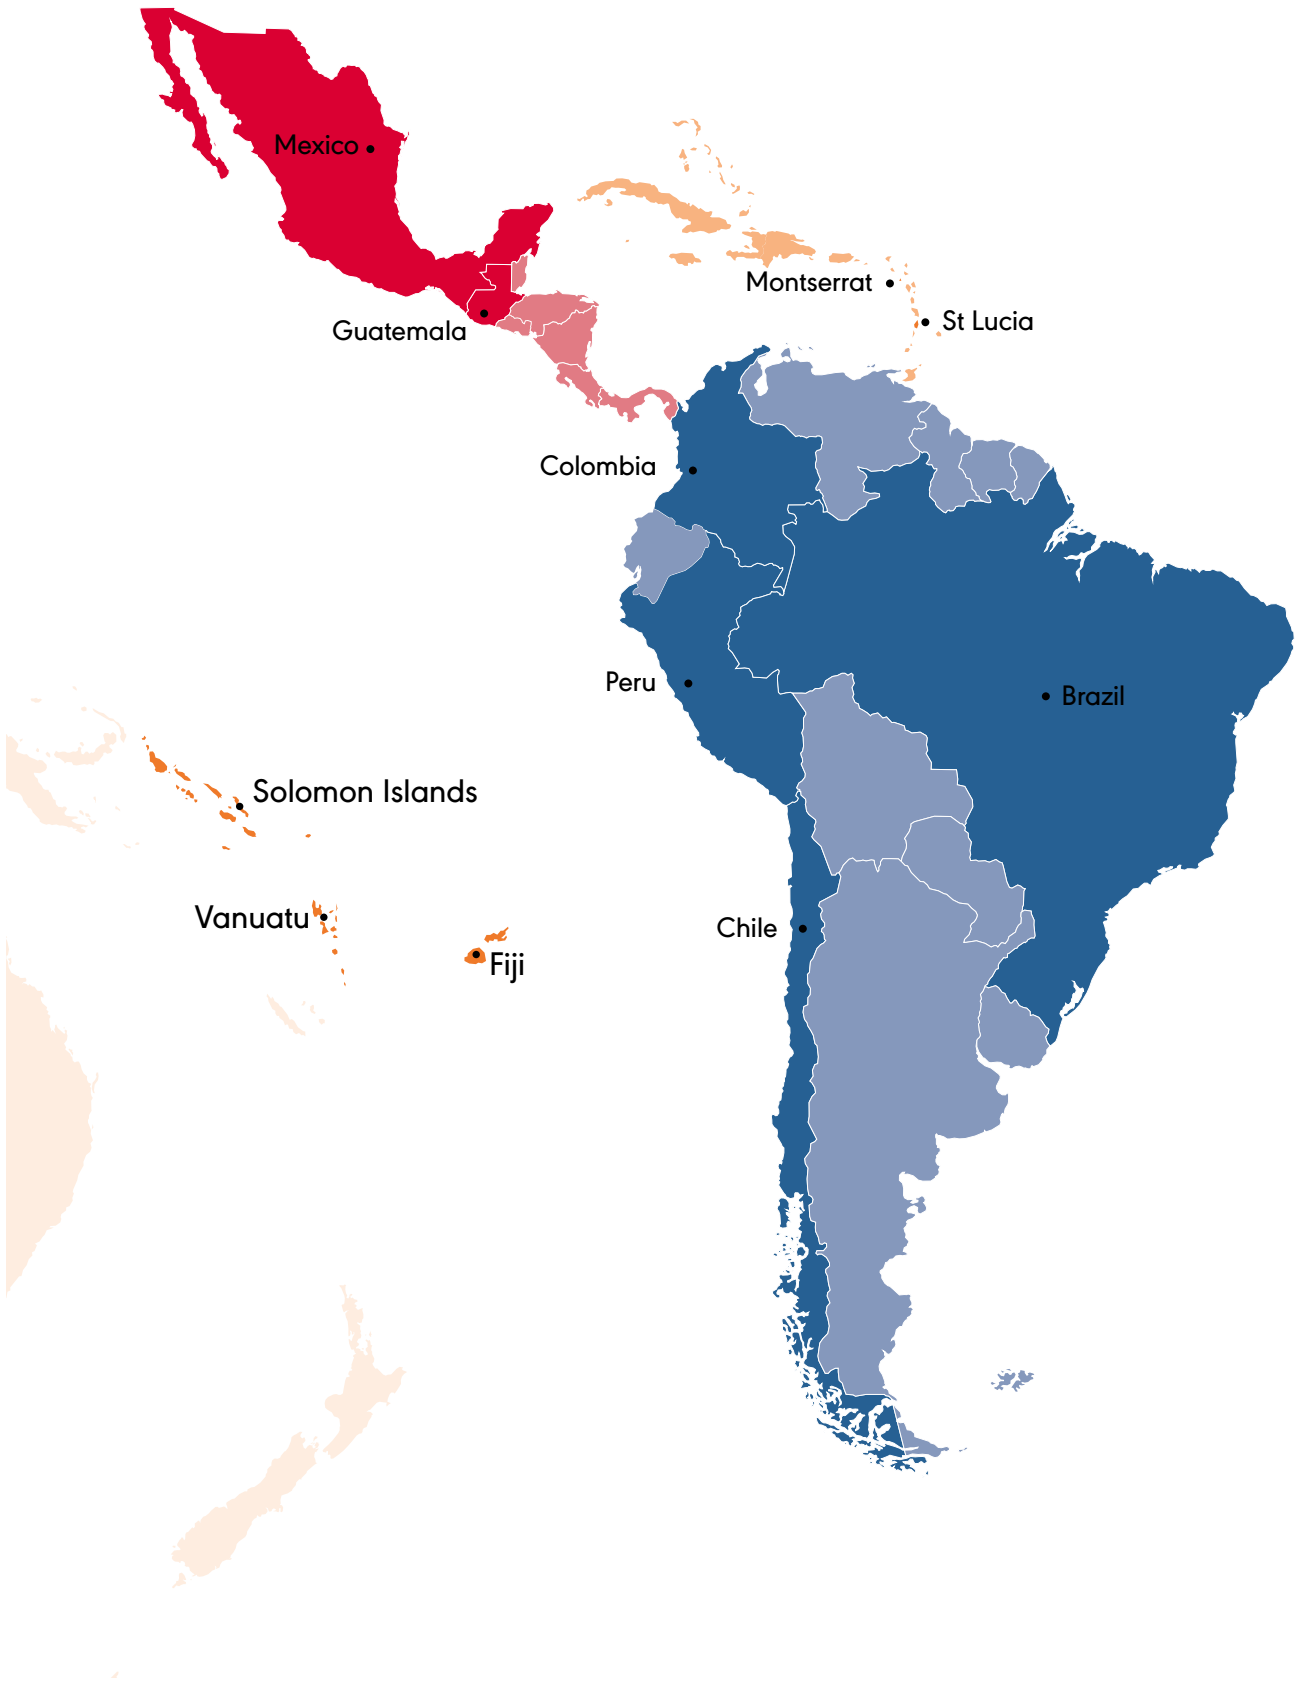 Mexico
Montserrat
St Lucia
Guatemala
Colombia
Peru
Brazil
Solomon Islands
Vanuatu
Chile
Fiji